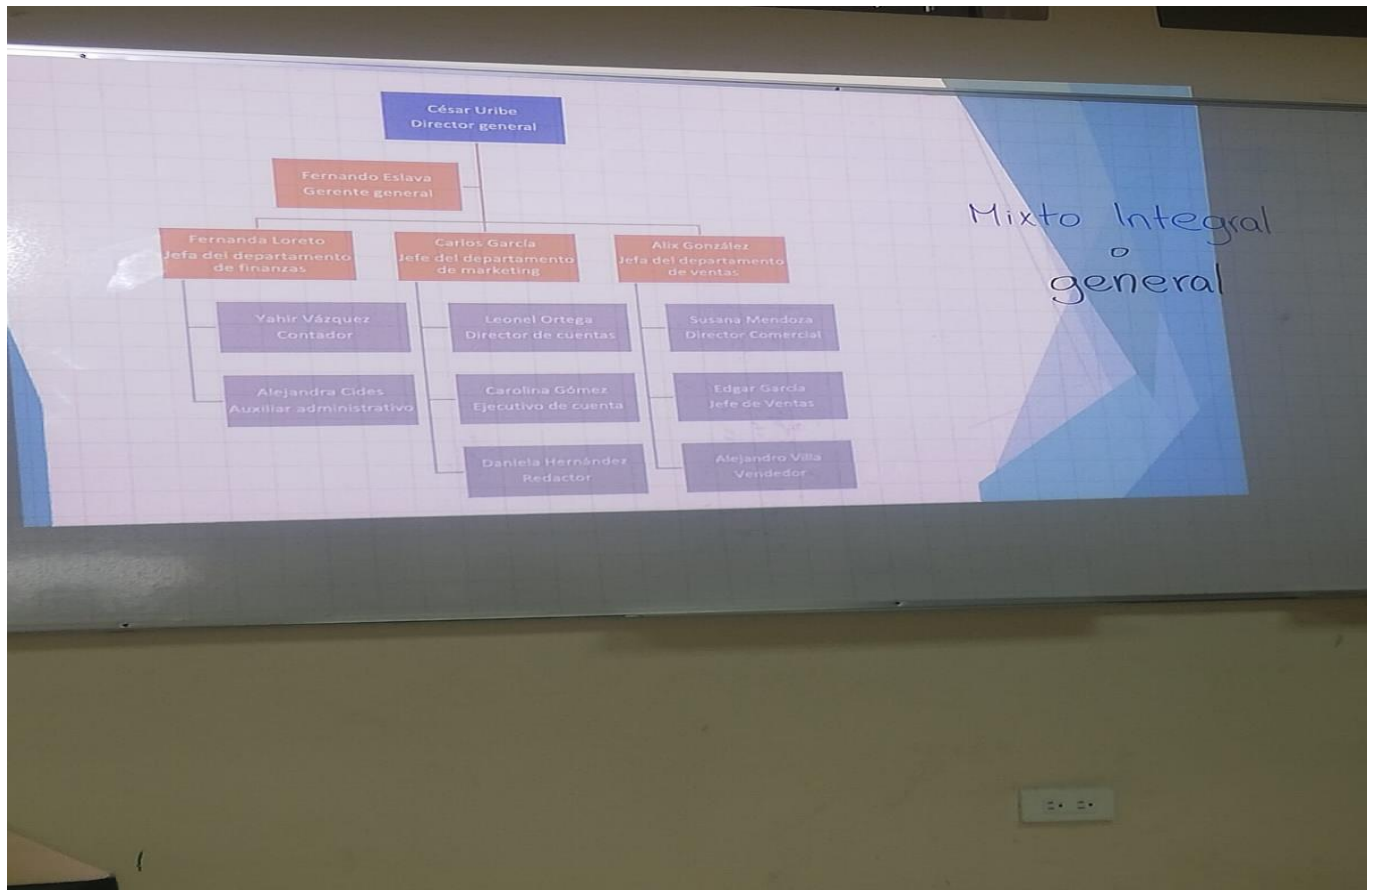 César Uribe
Director general
Fernando Eslava
Gerente general
Fernanda Loreto
Jefa del departamento
de finanzas
Carlos García
Jefe del departamento
de marketing
Alix González
Jefa del departamento
de ventas
Yahir Vázquez
Contador
Leonel Ortega
Director de cuentas
Susana Mendoza
Director Comercial
Alejandra Cides
Auxiliar administrativo
Carolina Gómez
Ejecutivo de cuenta
Edgar García
Jefe de Ventas
Daniela Hernández
Redactor
Alejandro Villa
Vendedor
Mixto Integral
o
general